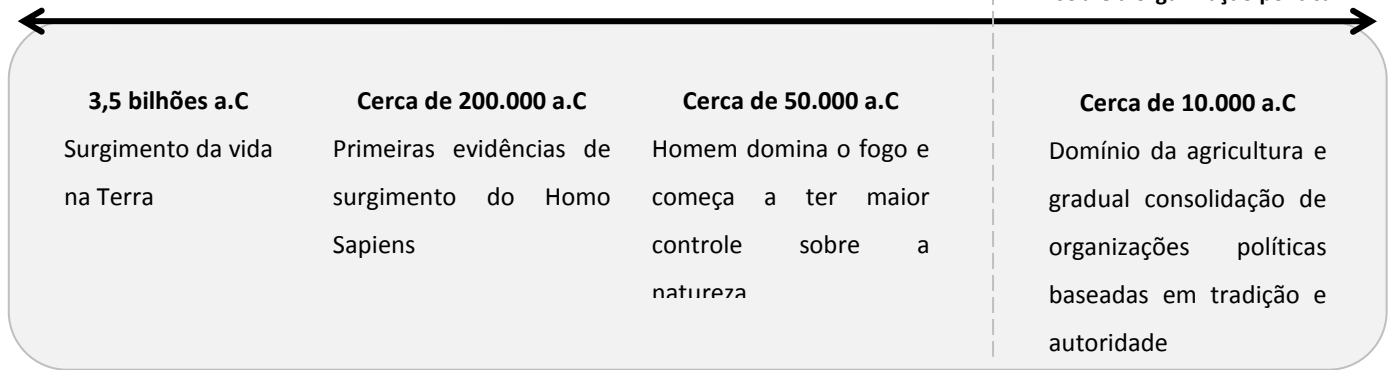 3,5 bilhões a.C
Surgimento da vida
na Terra
Cerca de 200.000 a.C
Primeiras evidências de
surgimento do Homo
Sapiens
Cerca de 50.000 a.C
Homem domina o fogo e
começa a ter maior
controle sobre a
natureza
Cerca de 10.000 a.C
Domínio da agricultura e
gradual consolidação de
organizações políticas
baseadas em tradição e
autoridade